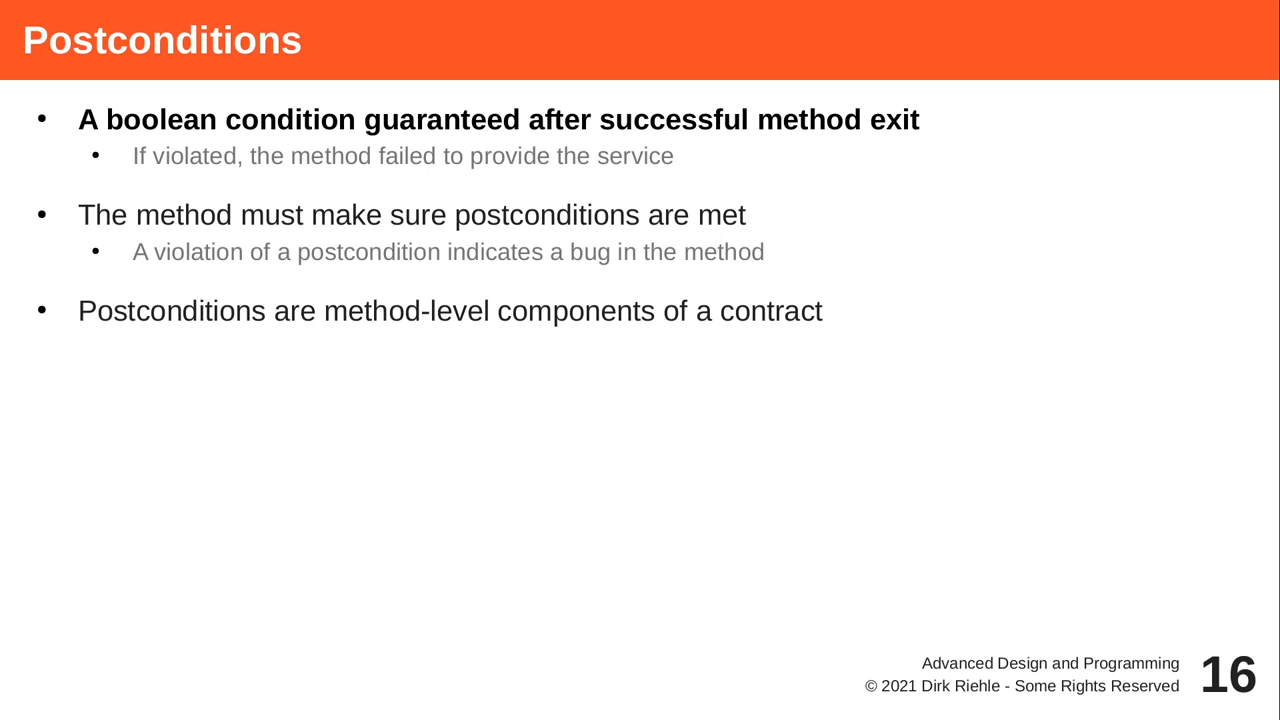 Postconditions
• A boolean condition guaranteed after successful method exit
• If violated, the method failed to provide the service
• The method must make sure postconditions are met
• A violation of a postcondition indicates a bug in the method
• Postconditions are method-level components of a contract
Advanced Design and Programming
© 2021 Dirk Riehle - Some Rights Reserved
16